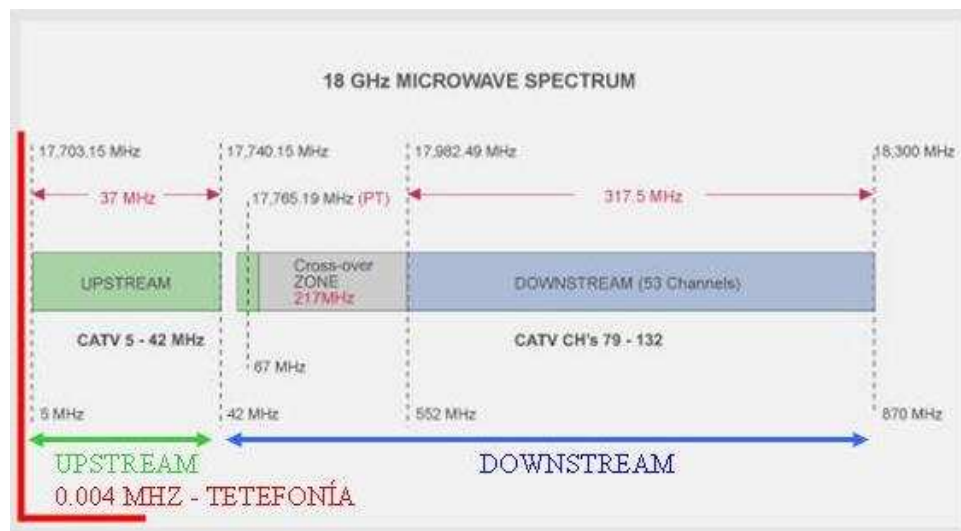 18 GHz MICROWAVE SPECTRUM
17,703.15 MHz
17,740.15 MHz
17,982.49 MHz
18,300 MHz
37 MHz
17,765.19 MHz (PT)
317.5 MHz
UPSTREAM
Cross-over
ZONE
217MHz
DOWNSTREAM (53 Channels)
CATV 5 - 42 MHz
CATV CH's 79 - 132
67 MHz
5 MHz
42 MHz
552 MHz
870 MHz
UPSTREAM
DOWNSTREAM
0.004 MHZ - TETEFONÍA